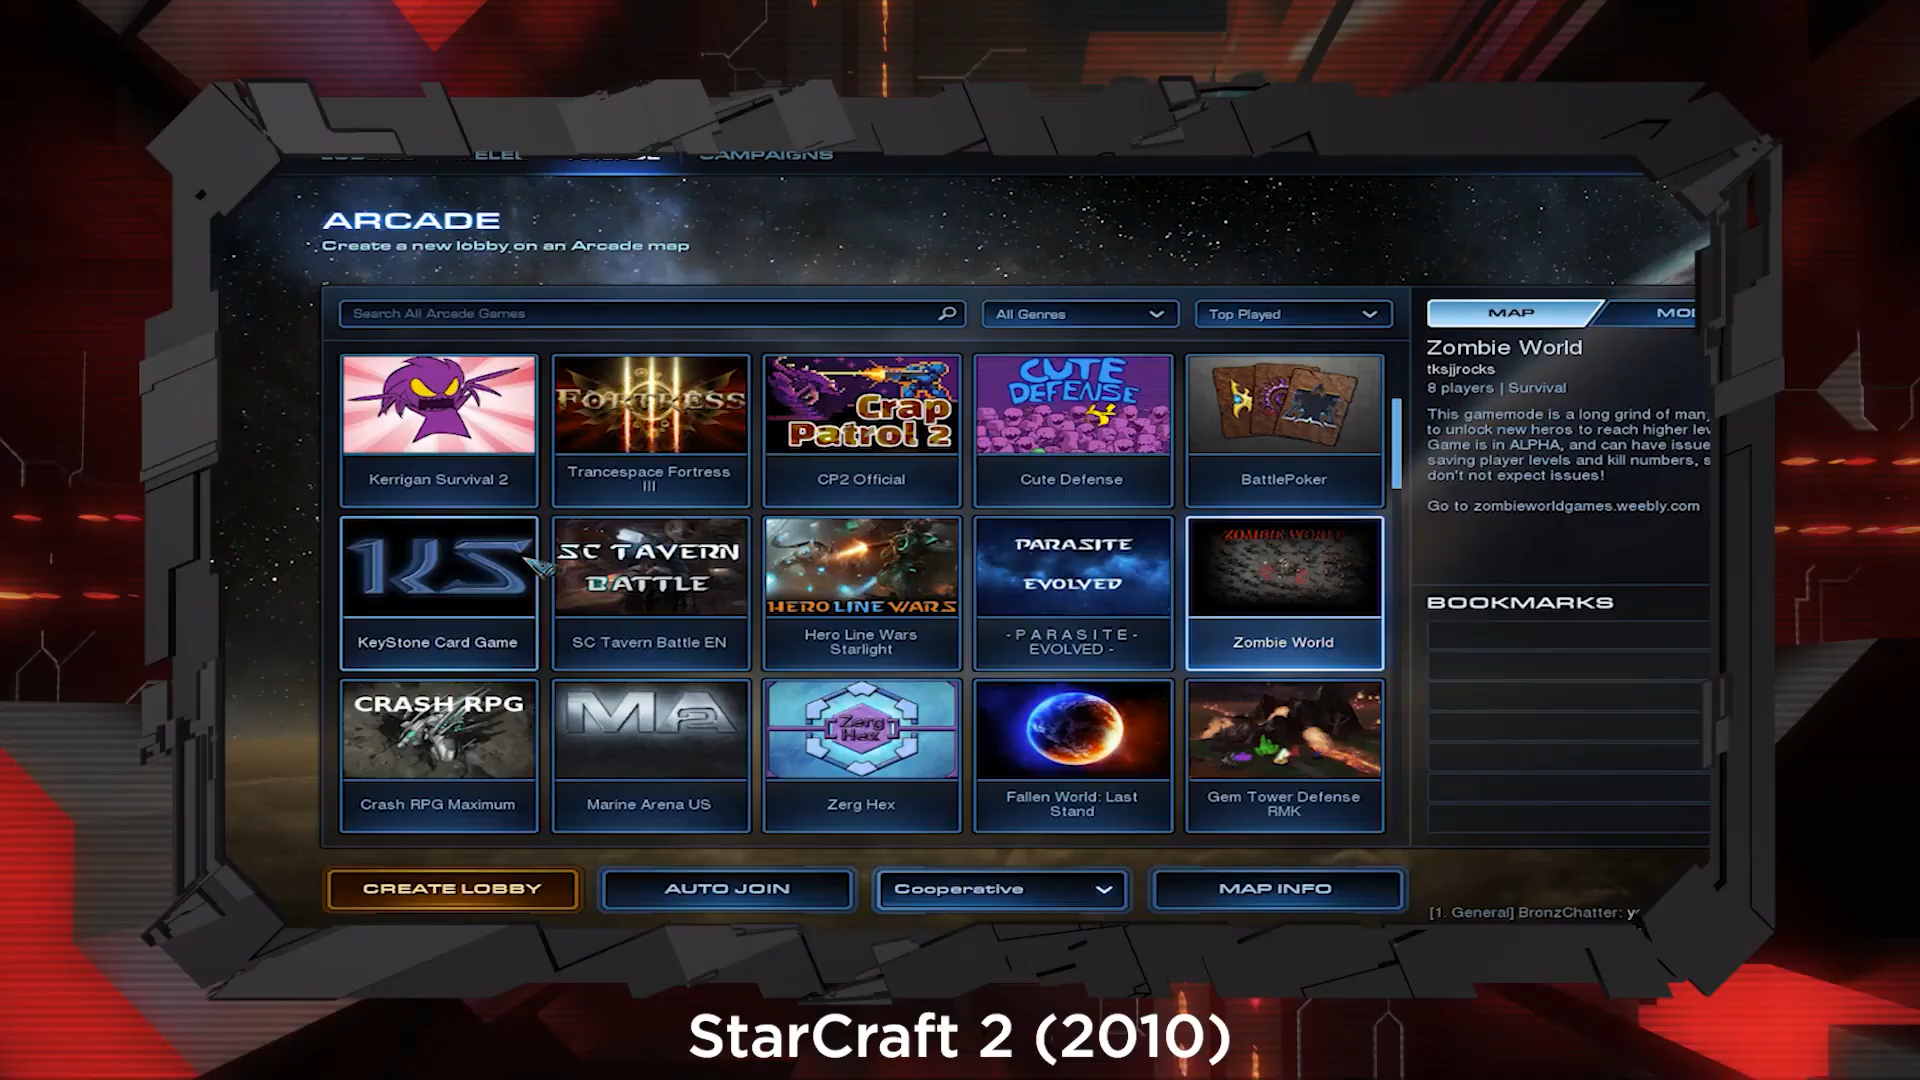 CAMPAIGNS
ARCADE
Create a new lobby on an Arcade map
Search All Arcade Games
All Genres
Top Played
MAP
Zombie World
tksjjrocks
8 players | Survival
This gamemode is a long grind of
to unlock new heros to reach higher
Game is in ALPHA, and can have
saving player levels and kill numbers,
don't not expect issues!
Go to zombieworldgames.weebly.com
FORTRESS
Crap
Patrol 2
CUTE
DEFENSE
4
Kerrigan Survival 2
Trancespace Fortress
III
CP2 Official
Cute Defense
BattlePoker
KS
SC TAVERN
BATTLE
HERO LINE WARS
PARASITE
EVOLVED
ZOMBIE WORLD
KeyStone Card Game
SC Tavern Battle EN
Hero Line Wars
Starlight
- P A R A S I T E -
EVOLVED -
Zombie World
BOOKMARKS
CRASH RPG
MA
2
Zerg
Hex
Crash RPG Maximum
Marine Arena US
Zerg Hex
Fallen World: Last
Stand
Gem Tower Defense
RMK
CREATE LOBBY
AUTO JOIN
Cooperative
MAP INFO
[1. General] BronzChatter:
StarCraft 2 (2010)